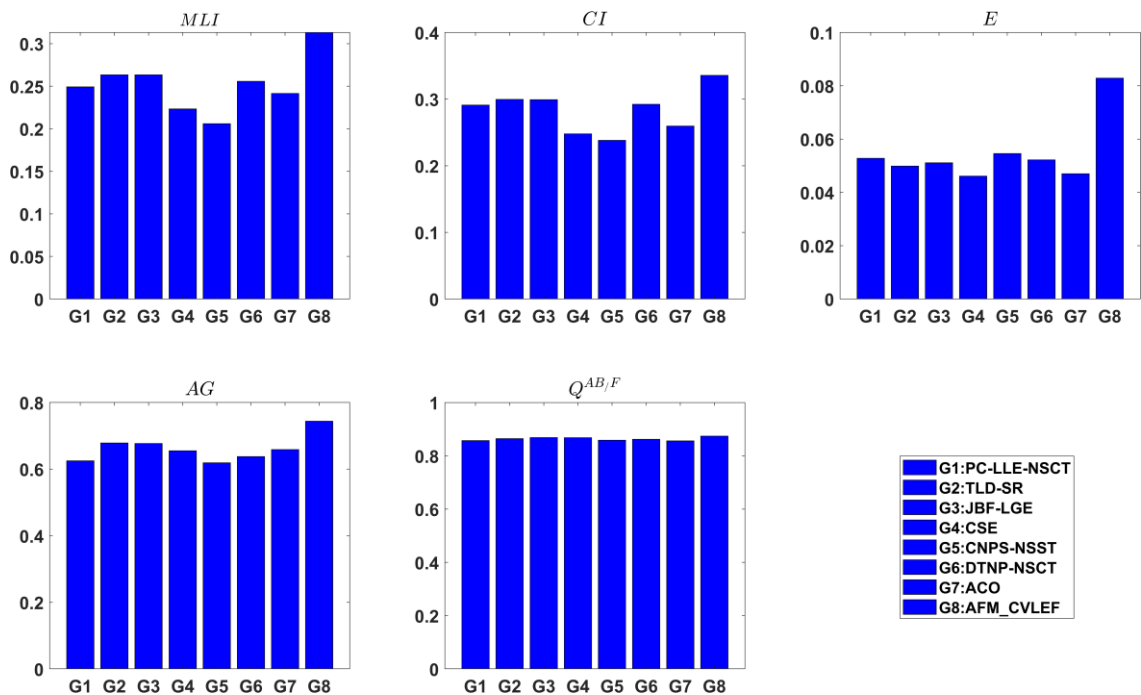 MLI
0.3
0.25
0.2
0.15
0.1
0.05
0
G1 G2 G3 G4 G5 G6 G7 G8
CI
0.4
0.3
0.2
0.1
0
G1 G2 G3 G4 G5 G6 G7 G8
E
0.1
0.08
0.06
0.04
0.02
0
G1 G2 G3 G4 G5 G6 G7 G8
AG
0.8
0.6
0.4
0.2
0
G1 G2 G3 G4 G5 G6 G7 G8
Q^{AB/F}
1
0.8
0.6
0.4
0.2
0
G1 G2 G3 G4 G5 G6 G7 G8
G1:PC-LLE-NSCT
G2:TLD-SR
G3:JBF-LGE
G4:CSE
G5:CNPS-NSST
G6:DTNP-NSCT
G7:ACO
G8:AFM_CVLEF